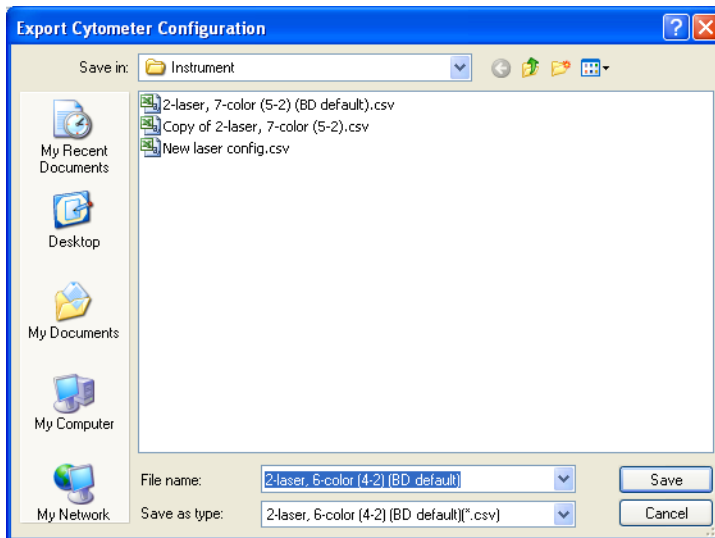 Export Cytometer Configuration
Save in: Instrument
My Recent
Documents
Desktop
My Documents
My Computer
My Network
2-laser, 7-color (5-2) (BD default).csv
Copy of 2-laser, 7-color (5-2).csv
New laser config.csv
File name: 2-laser, 6-color (4-2) (BD default) Save
Save as type: 2-laser, 6-color (4-2) (BD default)(*.csv) Cancel